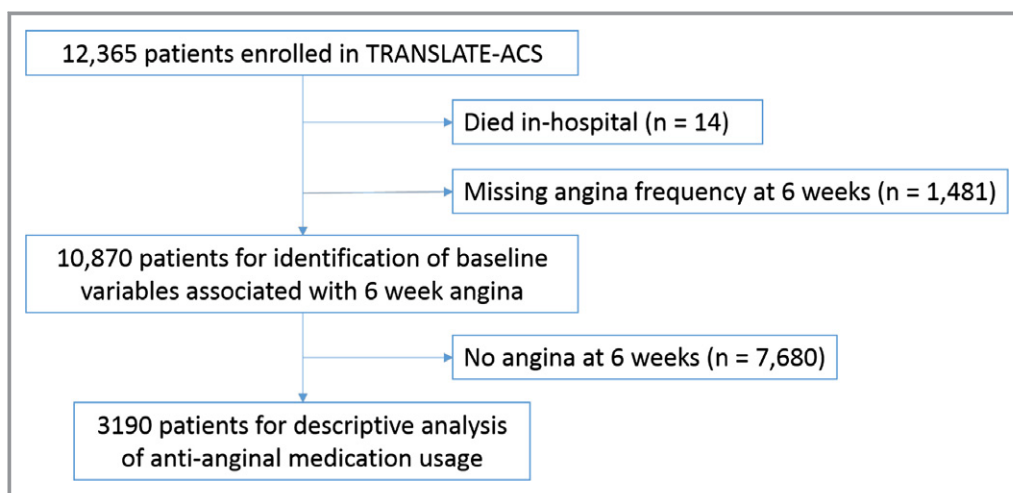 12,365 patients enrolled in TRANSLATE-ACS
Died in-hospital (n = 14)
Missing angina frequency at 6 weeks (n = 1,481)
10,870 patients for identification of baseline
variables associated with 6 week angina
No angina at 6 weeks (n = 7,680)
3190 patients for descriptive analysis
of anti-anginal medication usage